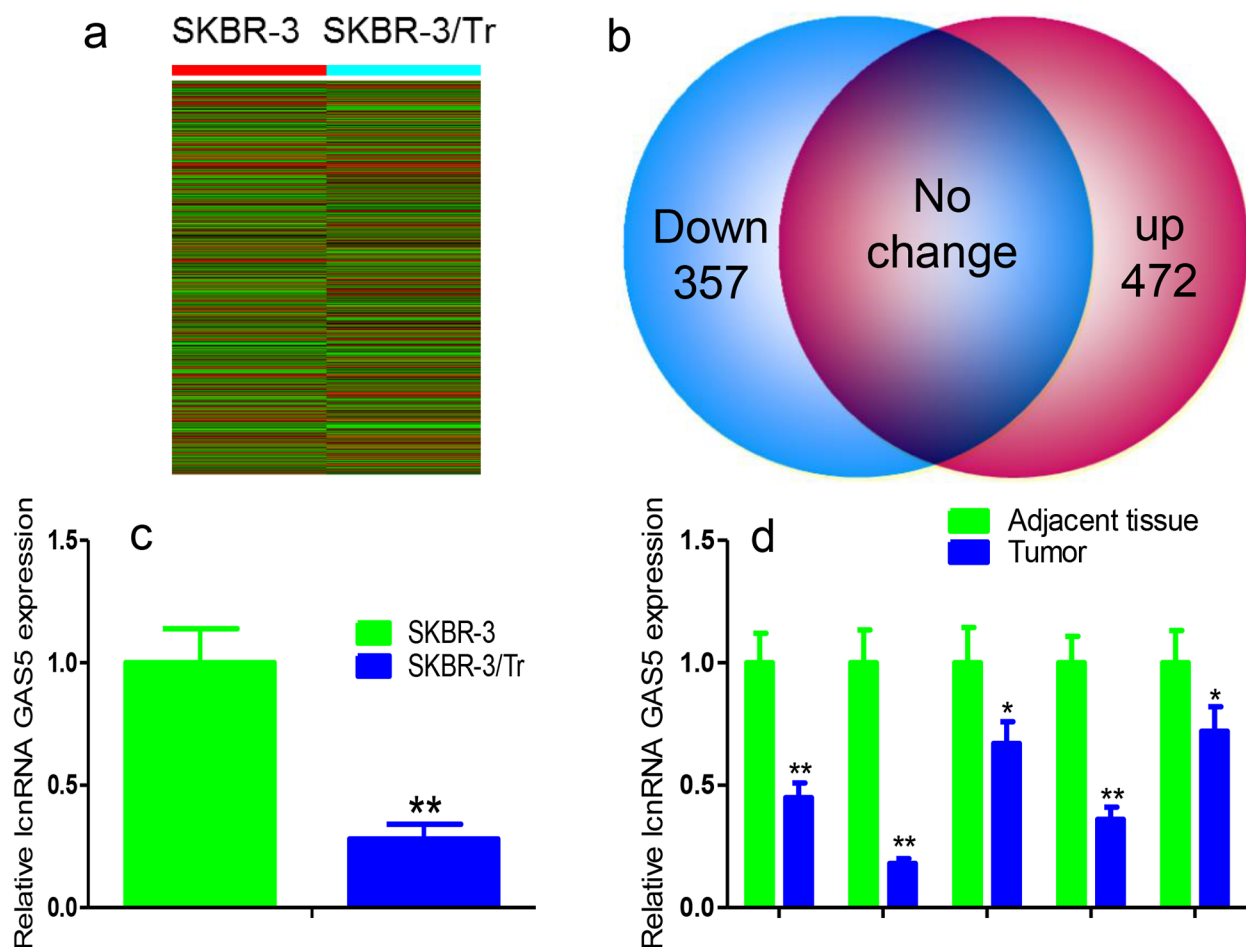 a
SKBR-3 SKBR-3/Tr
b
Down
357
No
change
up
472
c
Relative lcnRNA GAS5 expression
1.5
1.0
0.5
0.0
SKBR-3
SKBR-3/Tr
**
d
Relative lcnRNA GAS5 expression
1.5
1.0
0.5
0.0
Adjacent tissue
Tumor
**
**
*
**
*